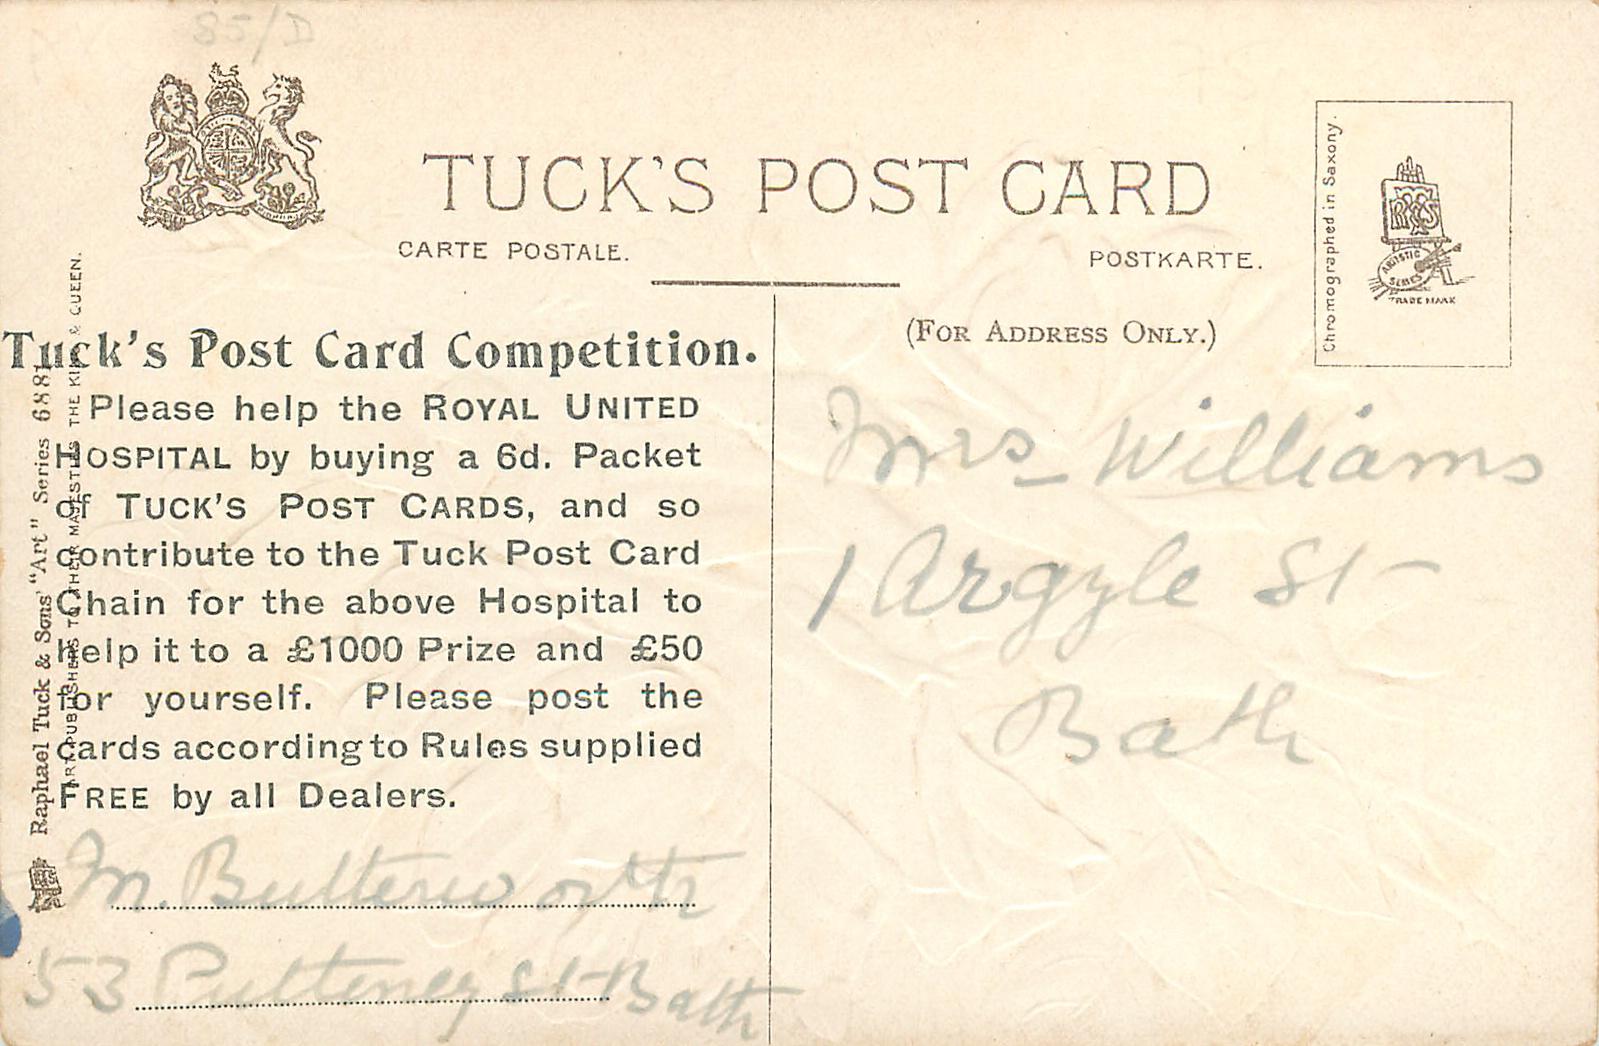 85/D
TUCK'S POST CARD
CARTE POSTALE.
POSTKARTE.
(FOR ADDRESS ONLY.)
Chromographed in Saxony.
ARTISTIC
SERIES
TRADE MARK
Tuck's Post Card Competition.
Please help the ROYAL UNITED
HOSPITAL by buying a 6d. Packet
of TUCK'S POST CARDS, and so
contribute to the Tuck Post Card
Chain for the above Hospital to
help it to a £1000 Prize and £50
for yourself. Please post the
cards according to Rules supplied
FREE by all Dealers.
M. Butterworth
53 Pulteney St Bath
Raphael Tuck & Sons' "Art" Series 6881
ART PUBLISHERS TO THEIR MAJESTIES THE KING & QUEEN.
Mrs Williams
1 Argyle St
Bath